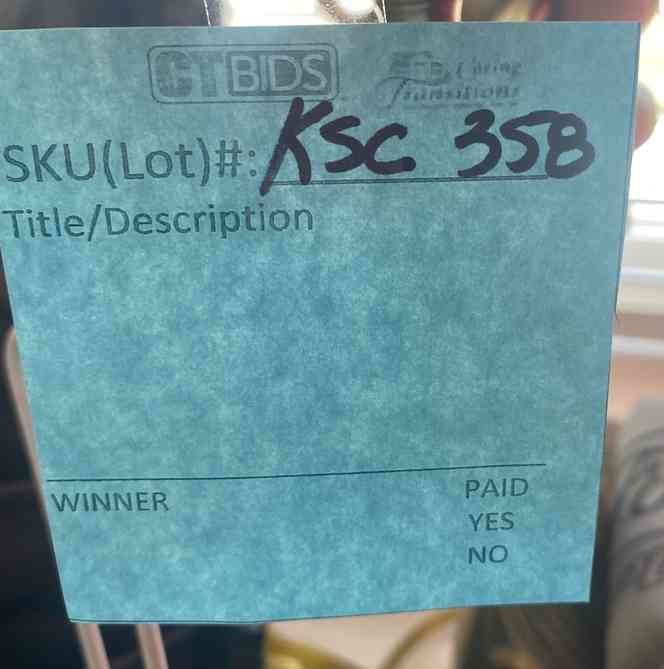 CTBIDS Caring Transitions
SKU(Lot)#: KSC 358
Title/Description
WINNER PAID
YES
NO